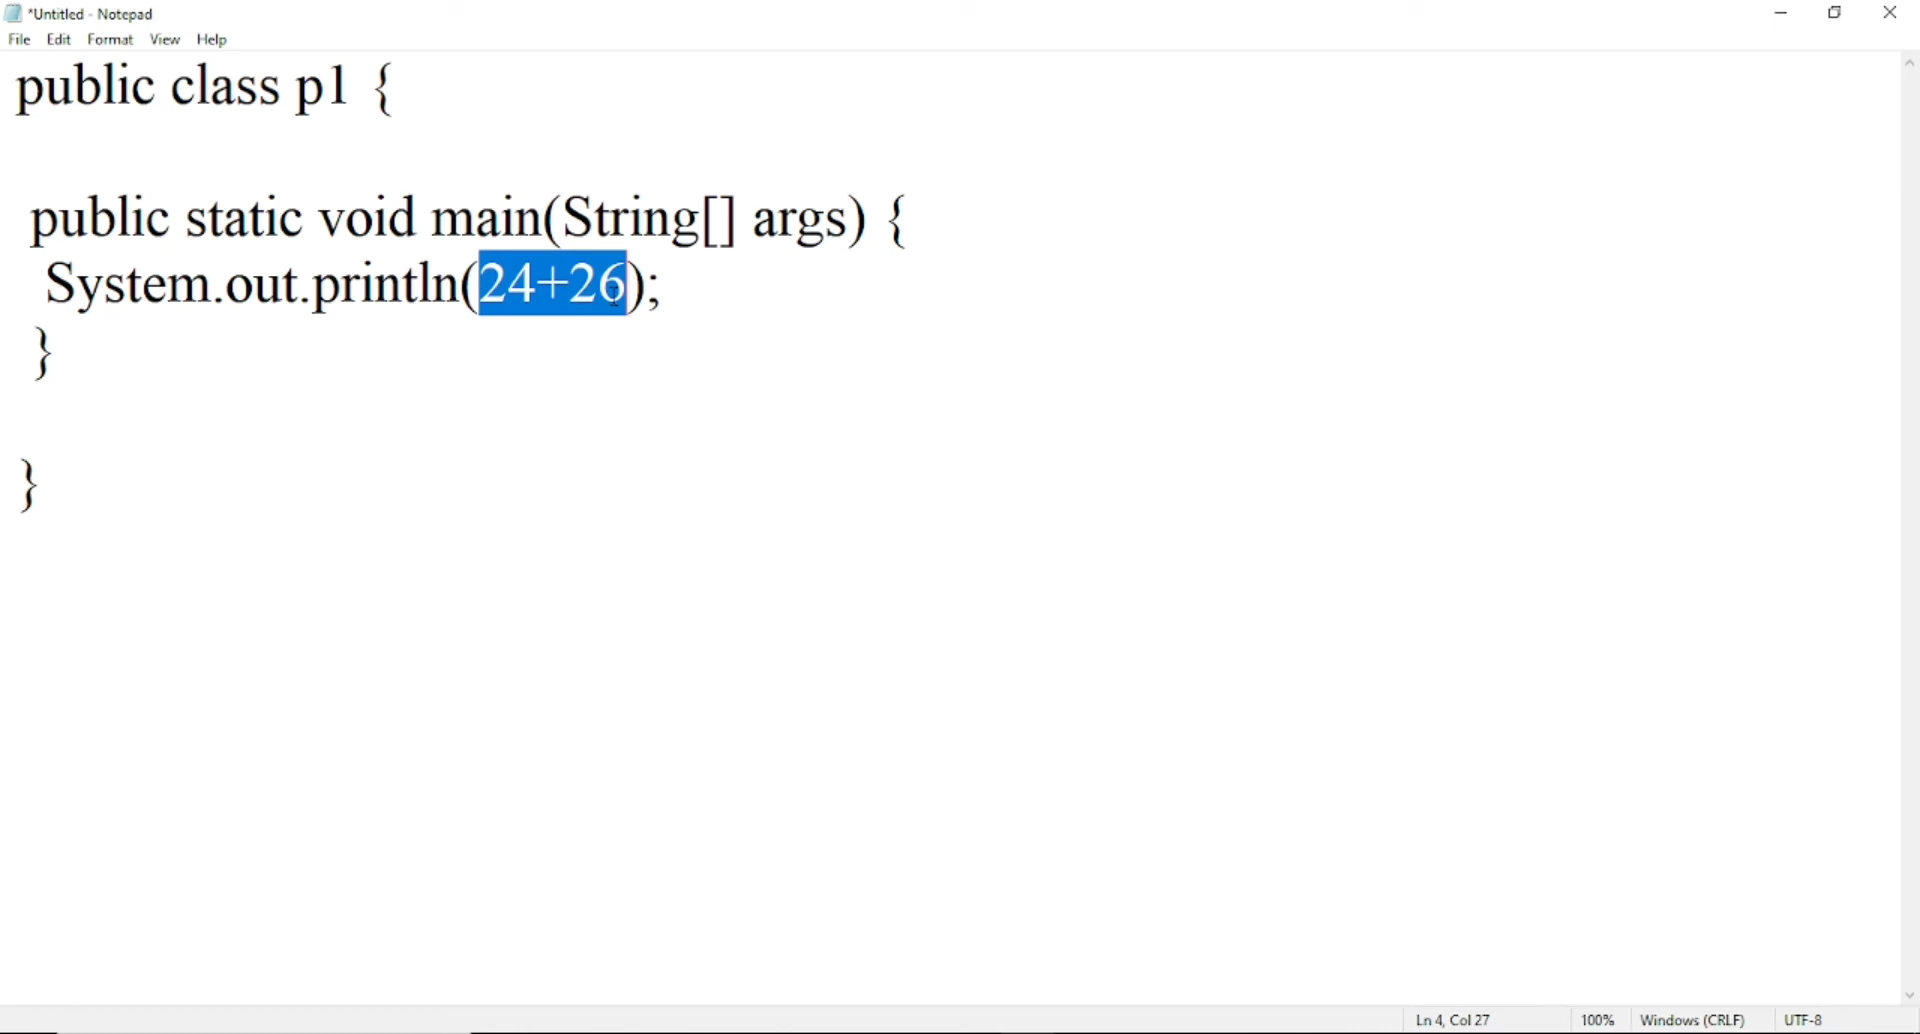 *Untitled - Notepad
File Edit Format View Help
public class p1 {
public static void main(String[] args) {
System.out.println(24+26);
}
}
Ln 4, Col 27 100% Windows (CRLF) UTF-8